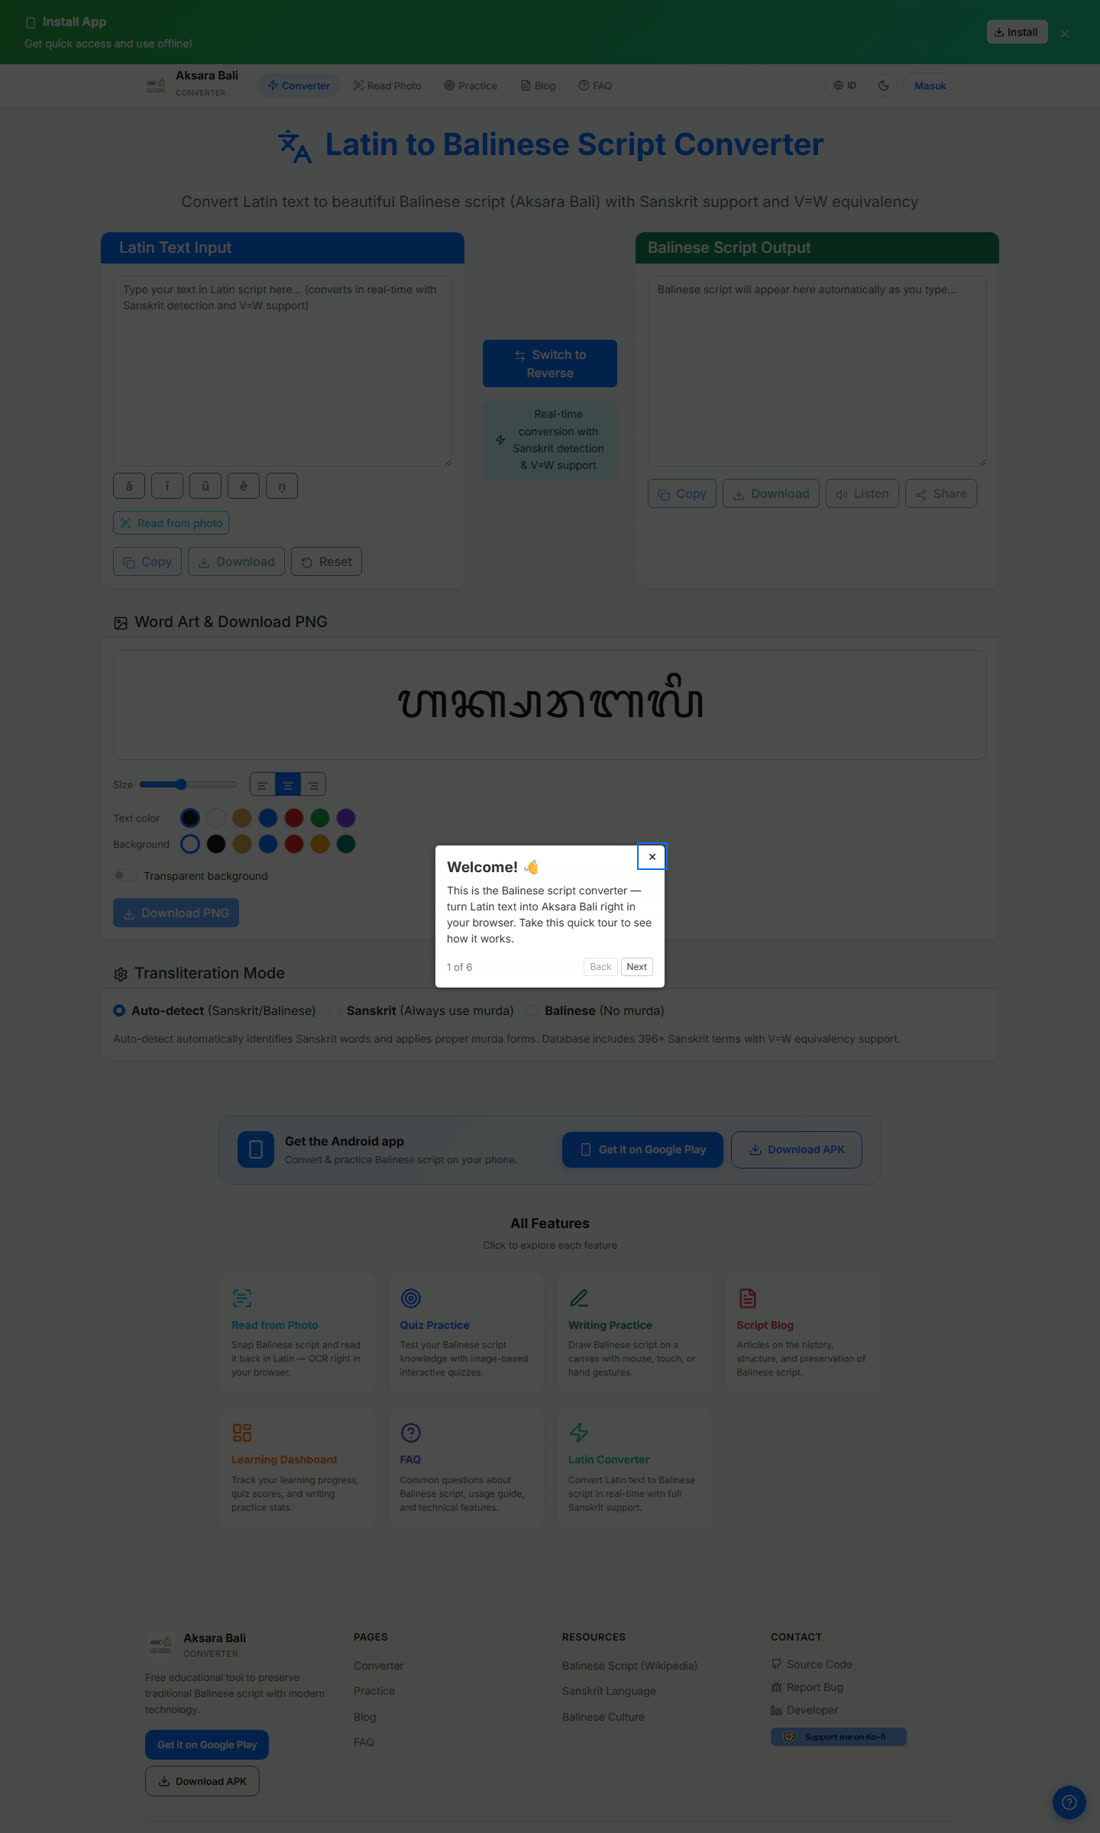 Install App
Get quick access and use offline!
Install
Aksara Bali
CONVERTER
Converter
Read Photo
Practice
Blog
FAQ
ID
Masuk
Latin to Balinese Script Converter
Convert Latin text to beautiful Balinese script (Aksara Bali) with Sanskrit support and V=W equivalency
Latin Text Input
Type your text in Latin script here... (converts in real-time with
Sanskrit detection and V=W support)
ā
ī
ū
ě
ṇ
Read from photo
Copy
Download
Reset
Switch to
Reverse
Real-time
conversion with
Sanskrit detection
& V=W support
Balinese Script Output
Balinese script will appear here automatically as you type...
Copy
Download
Listen
Share
Word Art & Download PNG
Size
Text color
Background
Transparent background
Download PNG
Welcome! 👋
This is the Balinese script converter —
turn Latin text into Aksara Bali right in
your browser. Take this quick tour to see
how it works.
1 of 6
Back
Next
Transliteration Mode
Auto-detect (Sanskrit/Balinese)
Sanskrit (Always use murda)
Balinese (No murda)
Auto-detect automatically identifies Sanskrit words and applies proper murda forms. Database includes 396+ Sanskrit terms with V=W equivalency support.
Get the Android app
Convert & practice Balinese script on your phone.
Get it on Google Play
Download APK
All Features
Click to explore each feature
Read from Photo
Snap Balinese script and read
it back in Latin — OCR right in
your browser.
Quiz Practice
Test your Balinese script
knowledge with image-based
interactive quizzes.
Writing Practice
Draw Balinese script on a
canvas with mouse, touch, or
hand gestures.
Script Blog
Articles on the history,
structure, and preservation of
Balinese script.
Learning Dashboard
Track your learning progress,
quiz scores, and writing
practice stats.
FAQ
Common questions about
Balinese script, usage guide,
and technical features.
Latin Converter
Convert Latin text to Balinese
script in real-time with full
Sanskrit support.
Aksara Bali
CONVERTER
Free educational tool to preserve
traditional Balinese script with modern
technology.
Get it on Google Play
Download APK
PAGES
Converter
Practice
Blog
FAQ
RESOURCES
Balinese Script (Wikipedia)
Sanskrit Language
Balinese Culture
CONTACT
Source Code
Report Bug
Developer
Support me on Ko-fi